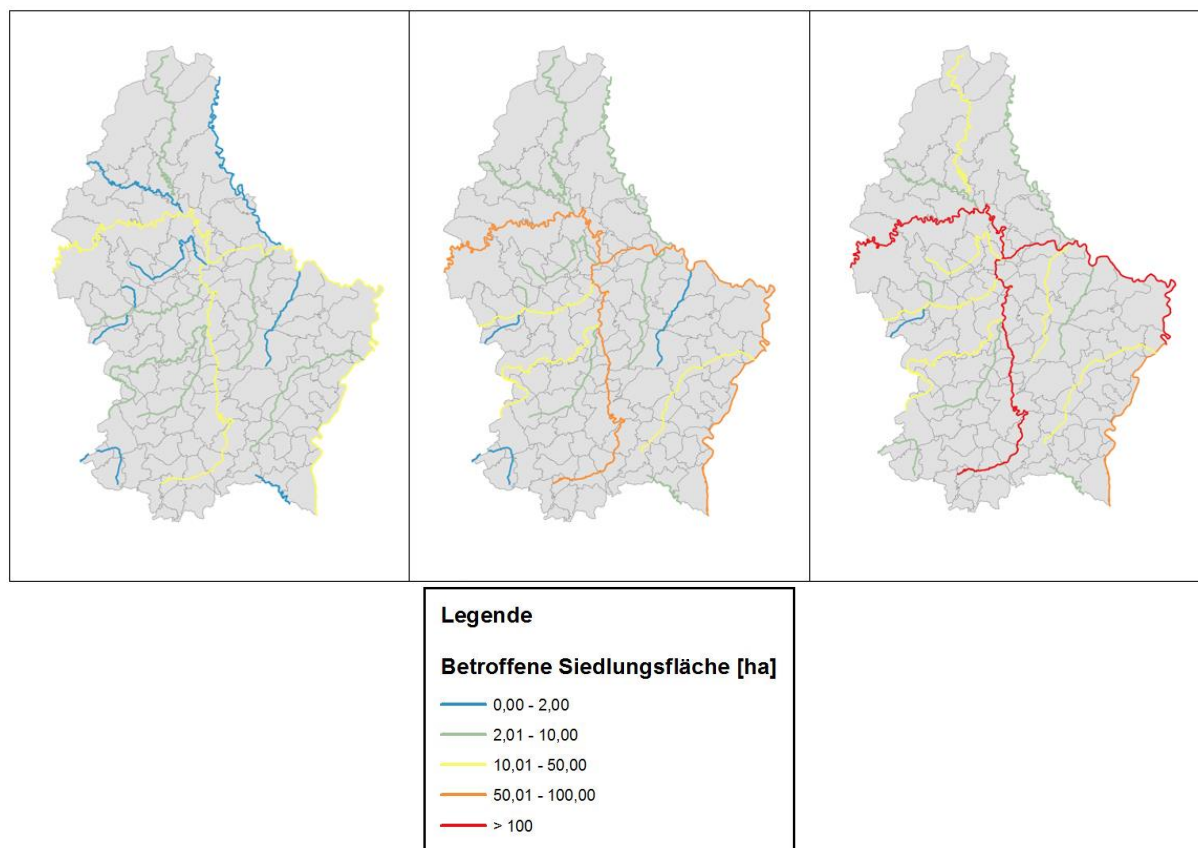 Legende
Betroffene Siedlungsfläche [ha]
0,00 - 2,00
2,01 - 10,00
10,01 - 50,00
50,01 - 100,00
> 100